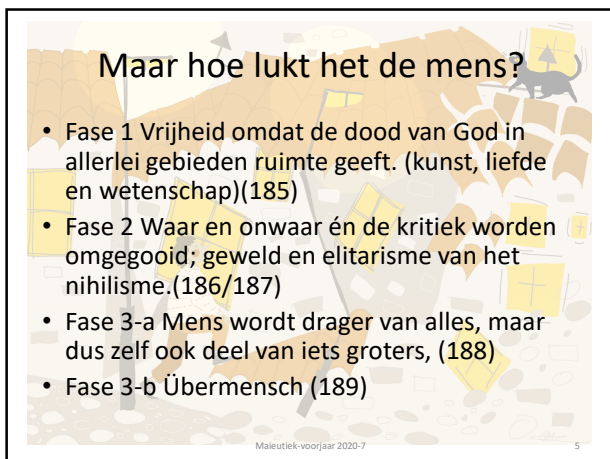 Maar hoe lukt het de mens?
• Fase 1 Vrijheid omdat de dood van God in
allerlei gebieden ruimte geeft. (kunst, liefde
en wetenschap)(185)
• Fase 2 Waar en onwaar én de kritiek worden
omgegooid; geweld en elitarisme van het
nihilisme.(186/187)
• Fase 3-a Mens wordt drager van alles, maar
dus zelf ook deel van iets groters, (188)
• Fase 3-b Übermensch (189)
Maieutiek-voorjaar 2020-7
5